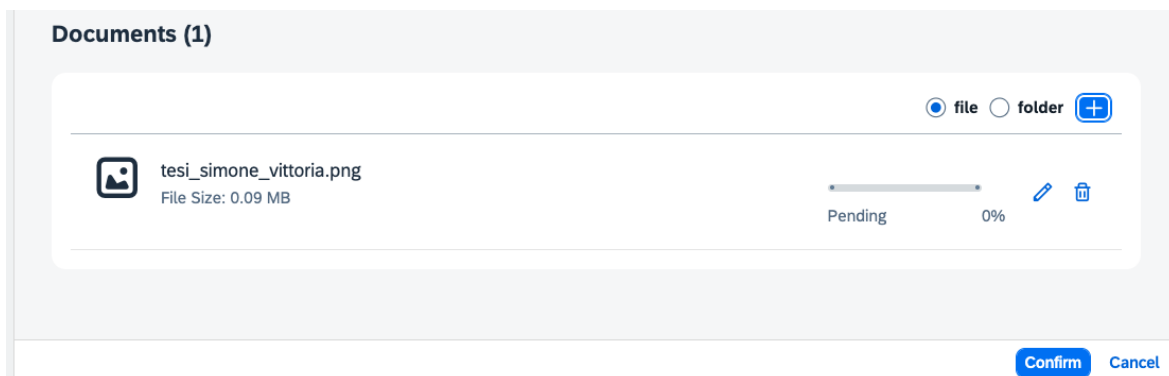 Documents (1)
file folder
tesi_simone_vittoria.png
File Size: 0.09 MB
Pending 0%
Confirm Cancel